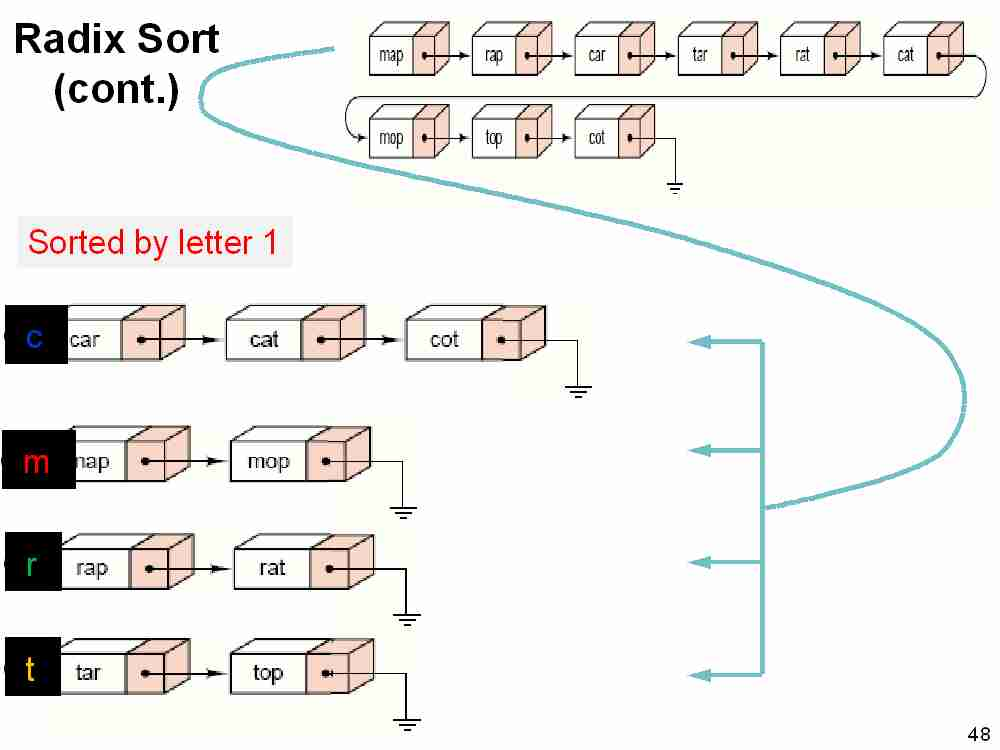 Radix Sort
(cont.)
map rap car tar rat cat
mop top cot
Sorted by letter 1
c car cat cot
m map mop
r rap rat
t tar top
48